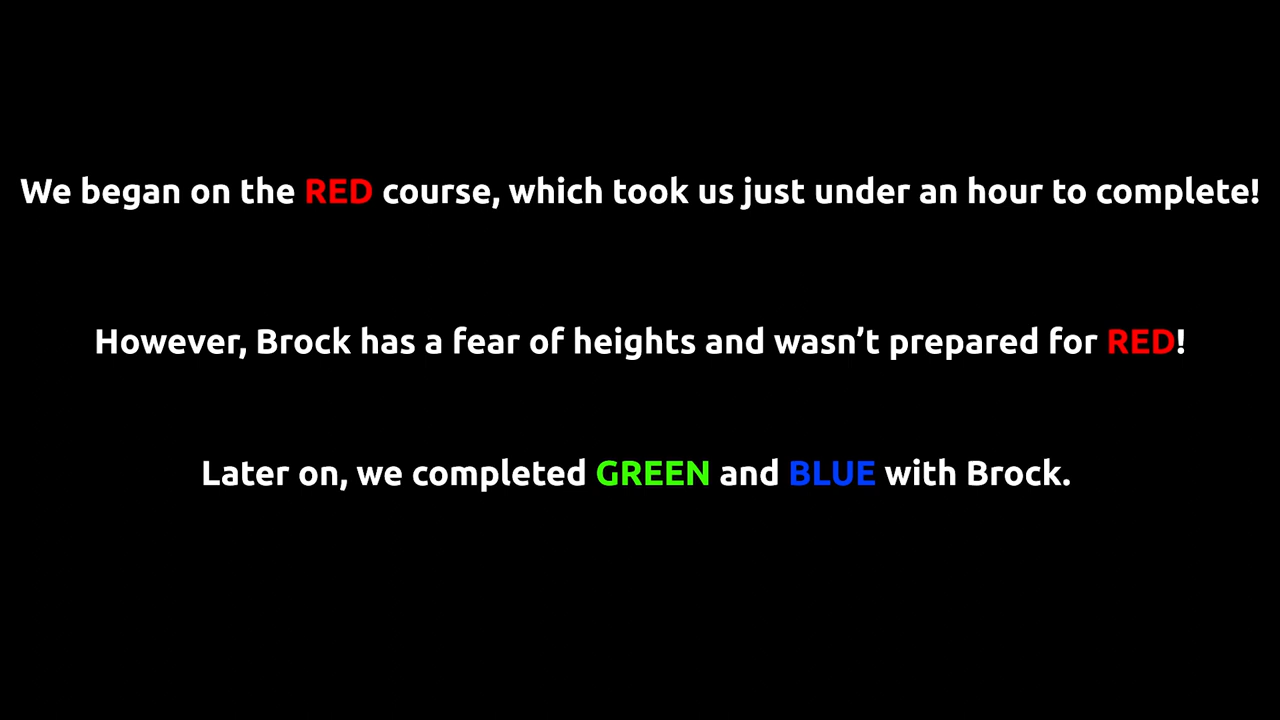 We began on the RED course, which took us just under an hour to complete!
However, Brock has a fear of heights and wasn’t prepared for RED!
Later on, we completed GREEN and BLUE with Brock.